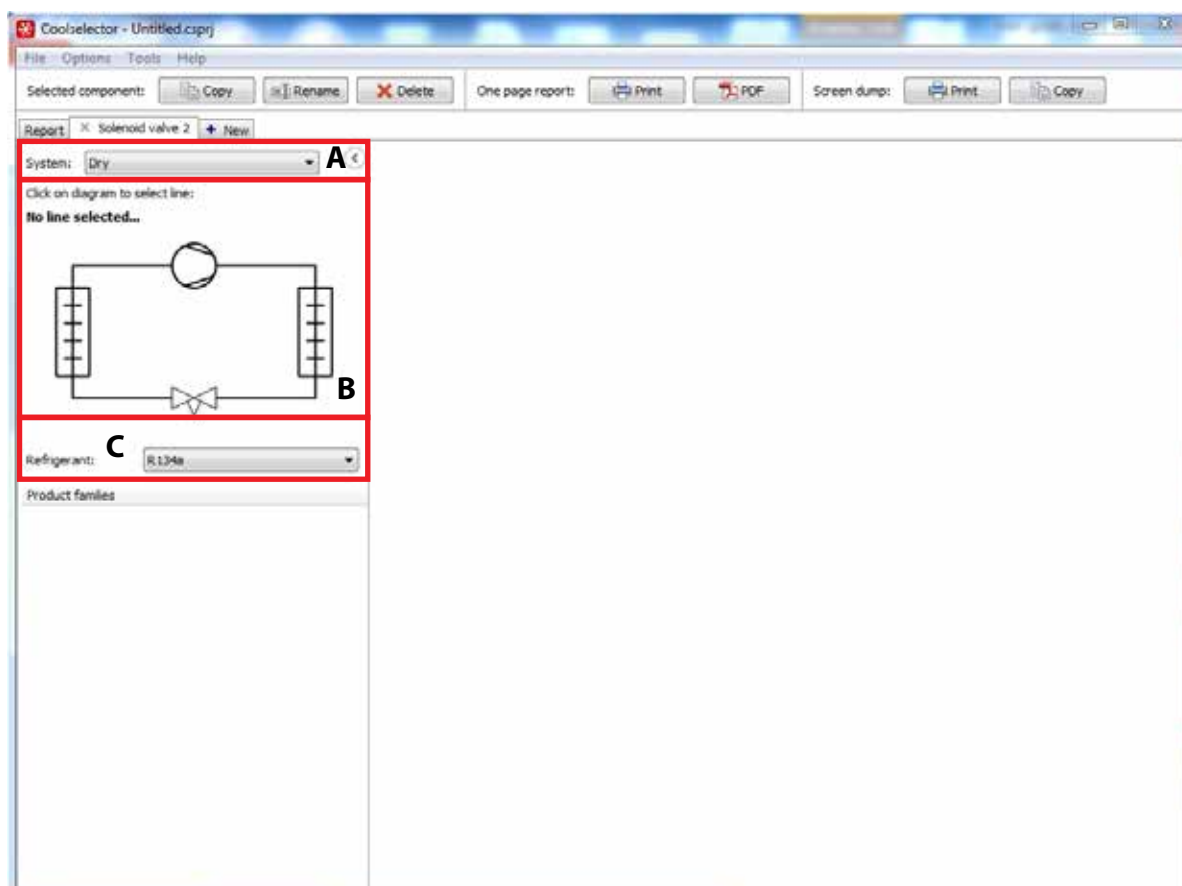 Coolselector - Untitled.csprj
File Options Tools Help
Selected component: Copy Rename Delete One page report: Print PDF Screen dump: Print Copy
Report Solenoid valve 2 New
System: Dry A
Click on diagram to select line:
No line selected...
B
Refrigerant: C R134a
Product families